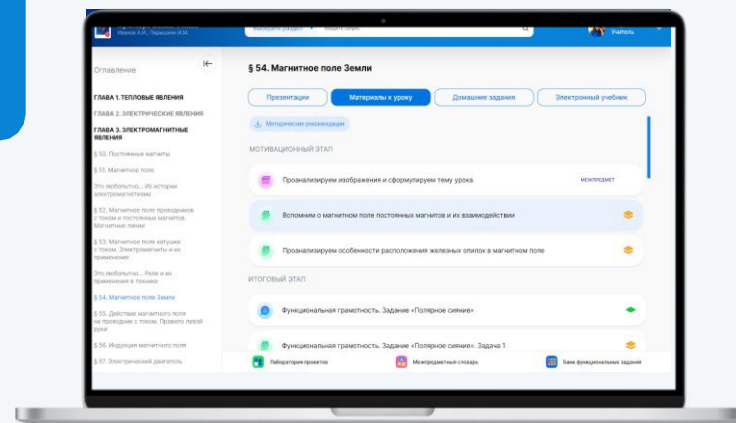 Иванов А.И., Перышкин И.М.
Выберите раздел
Введите запрос
Учитель
Оглавление
ГЛАВА 1. ТЕПЛОВЫЕ ЯВЛЕНИЯ
ГЛАВА 2. ЭЛЕКТРИЧЕСКИЕ ЯВЛЕНИЯ
ГЛАВА 3. ЭЛЕКТРОМАГНИТНЫЕ
ЯВЛЕНИЯ
§ 50. Постоянные магниты
§ 51. Магнитное поле
Это любопытно... Из истории
электромагнетизма
§ 52. Магнитное поле проводников
с током и постоянных магнитов.
Магнитные линии
§ 53. Магнитное поле катушки
с током. Электромагниты и их
применение
Это любопытно... Реле и их
применения в технике
§ 54. Магнитное поле Земли
§ 55. Действие магнитного поля
на проводник с током. Правило левой
руки
§ 56. Индукция магнитного поля
§ 57. Электрический двигатель
§ 54. Магнитное поле Земли
Презентации
Материалы к уроку
Домашние задания
Электронный учебник
Методические рекомендации
МОТИВАЦИОННЫЙ ЭТАП
Проанализируем изображения и сформулируем тему урока
МЕЖПРЕДМЕТ
Вспомним о магнитном поле постоянных магнитов и их взаимодействии
Проанализируем особенности расположения железных опилок в магнитном поле
ИТОГОВЫЙ ЭТАП
Функциональная грамотность. Задание «Полярное сияние»
Функциональная грамотность. Задание «Полярное сияние». Задача 1
Лаборатория проектов
Межпредметный словарь
Банк функциональных заданий